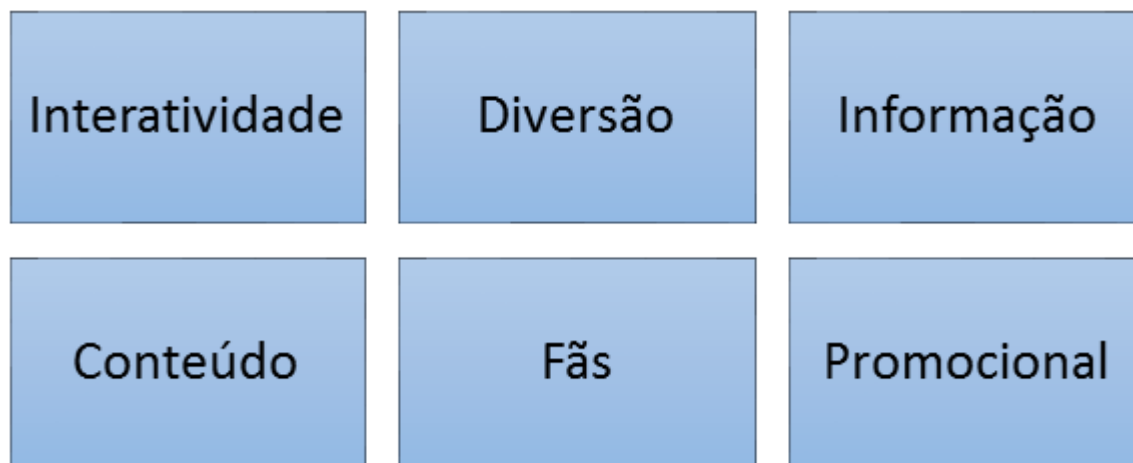 Interatividade
Diversão
Informação
Conteúdo
Fãs
Promocional